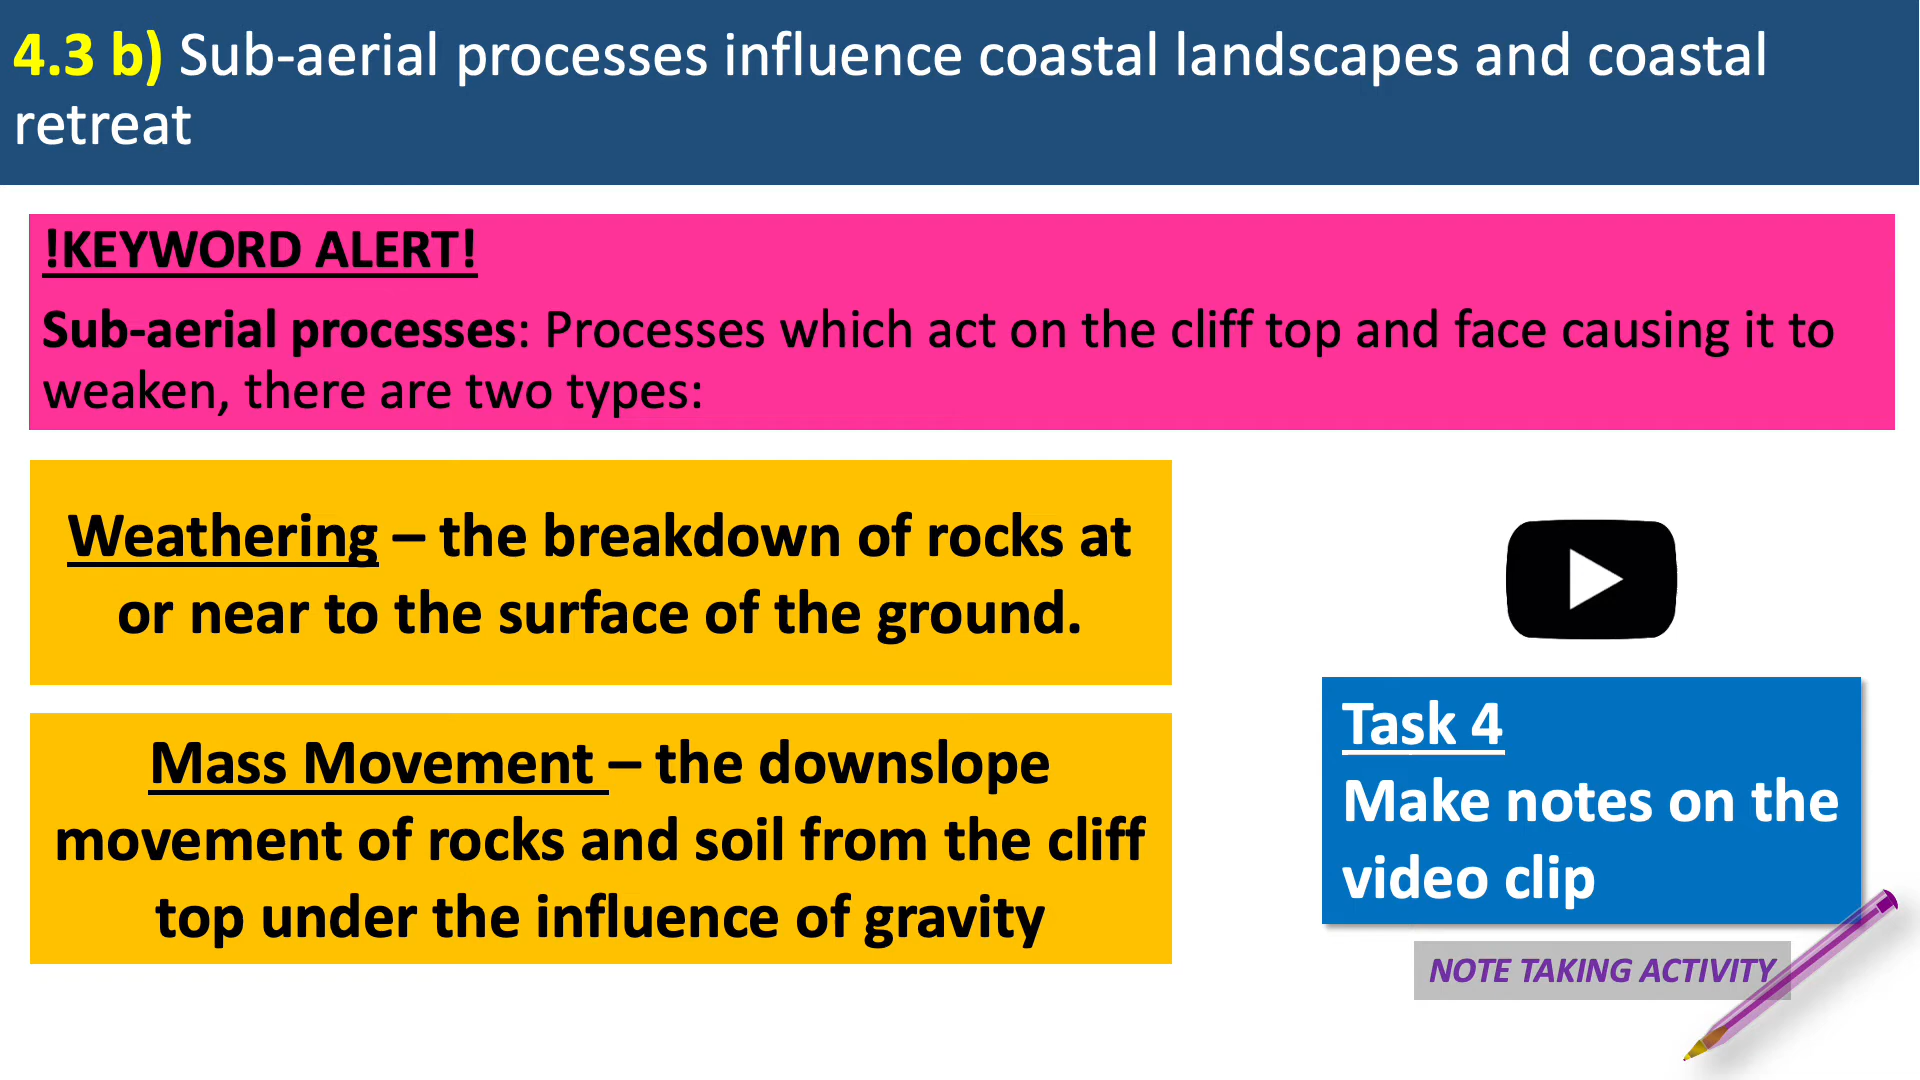 4.3 b) Sub-aerial processes influence coastal landscapes and coastal
retreat
!KEYWORD ALERT!
Sub-aerial processes: Processes which act on the cliff top and face causing it to
weaken, there are two types:
Weathering – the breakdown of rocks at
or near to the surface of the ground.
Mass Movement – the downslope
movement of rocks and soil from the cliff
top under the influence of gravity
Task 4
Make notes on the
video clip
NOTE TAKING ACTIVITY